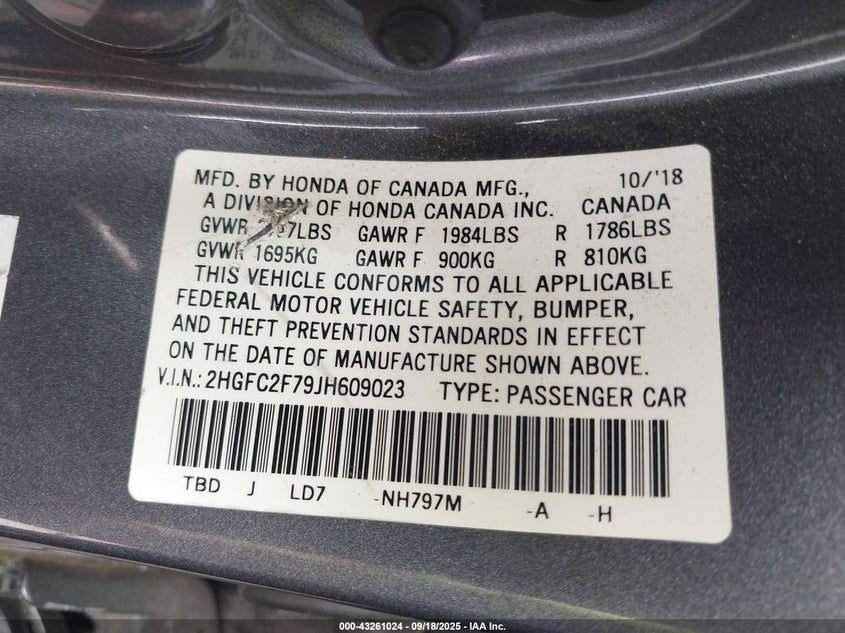 MFD. BY HONDA OF CANADA MFG., 10/'18
A DIVISION OF HONDA CANADA INC. CANADA
GVWR LBS GAWR F 1984LBS R 1786LBS
GVWR 1695KG GAWR F 900KG R 810KG
THIS VEHICLE CONFORMS TO ALL APPLICABLE
FEDERAL MOTOR VEHICLE SAFETY, BUMPER,
AND THEFT PREVENTION STANDARDS IN EFFECT
ON THE DATE OF MANUFACTURE SHOWN ABOVE.
V.I.N.: 2HGFC2F79JH609023 TYPE: PASSENGER CAR
TBD J LD7 -NH797M -A -H
000-43261024 - 09/18/2025 - IAA Inc.